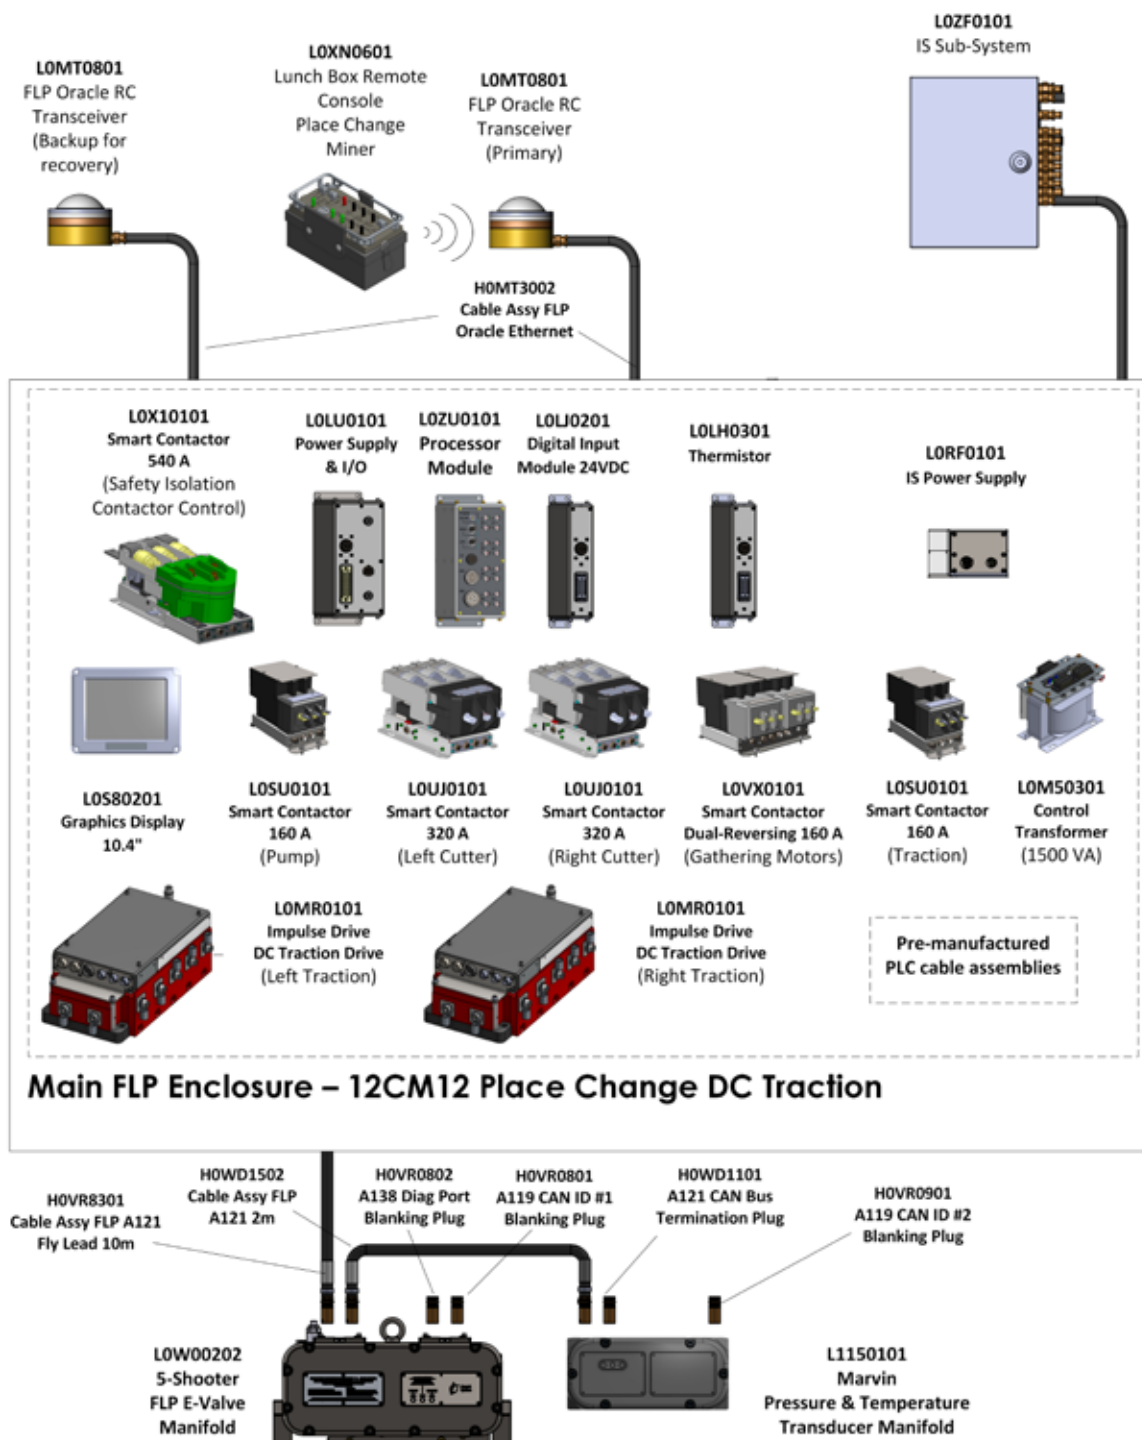 L0ZF0101
IS Sub-System
L0XN0601
Lunch Box Remote
Console
Place Change
Miner
L0MT0801
FLP Oracle RC
Transceiver
(Backup for
recovery)
L0MT0801
FLP Oracle RC
Transceiver
(Primary)
H0MT3002
Cable Assy FLP
Oracle Ethernet
L0X10101
Smart Contactor
540 A
(Safety Isolation
Contactor Control)
L0LU0101
Power Supply
& I/O
L0ZU0101
Processor
Module
L0LJ0201
Digital Input
Module 24VDC
L0LH0301
Thermistor
L0RF0101
IS Power Supply
L0S80201
Graphics Display
10.4"
L0SU0101
Smart Contactor
160 A
(Pump)
L0UJ0101
Smart Contactor
320 A
(Left Cutter)
L0UJ0101
Smart Contactor
320 A
(Right Cutter)
L0VX0101
Smart Contactor
Dual-Reversing 160 A
(Gathering Motors)
L0SU0101
Smart Contactor
160 A
(Traction)
L0M50301
Control
Transformer
(1500 VA)
L0MR0101
Impulse Drive
DC Traction Drive
(Left Traction)
L0MR0101
Impulse Drive
DC Traction Drive
(Right Traction)
Pre-manufactured
PLC cable assemblies
Main FLP Enclosure – 12CM12 Place Change DC Traction
H0VR8301
Cable Assy FLP A121
Fly Lead 10m
H0WD1502
Cable Assy FLP
A121 2m
H0VR0802
A138 Diag Port
Blanking Plug
H0VR0801
A119 CAN ID #1
Blanking Plug
H0WD1101
A121 CAN Bus
Termination Plug
H0VR0901
A119 CAN ID #2
Blanking Plug
L0W00202
5-Shooter
FLP E-Valve
Manifold
L1150101
Marvin
Pressure & Temperature
Transducer Manifold